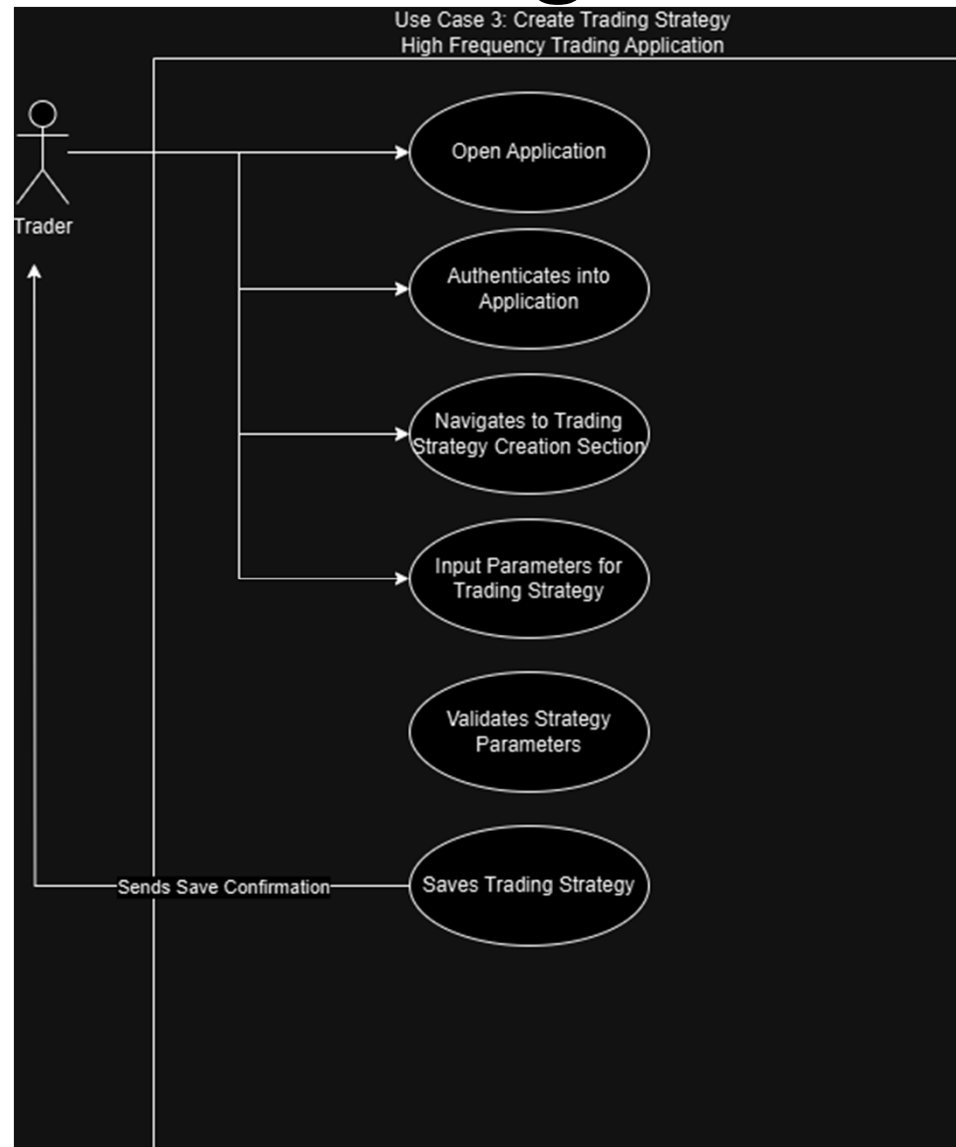 Use Case 3: Create Trading Strategy
High Frequency Trading Application
Open Application
Trader
Authenticates into
Application
Navigates to Trading
Strategy Creation Section
Input Parameters for
Trading Strategy
Validates Strategy
Parameters
Sends Save Confirmation
Saves Trading Strategy